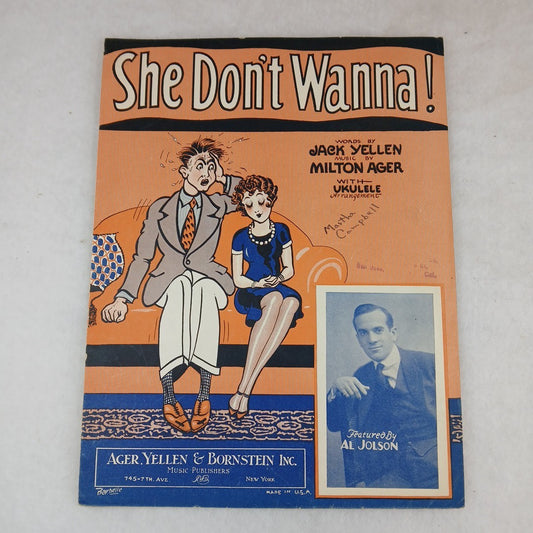 She Don't Wanna!
WORDS BY
JACK YELLEN
MUSIC BY
MILTON AGER
WITH
UKULELE
Arrangement
Martha
Campbell
Featured By
AL JOLSON
AGER, YELLEN & BORNSTEIN INC.
MUSIC PUBLISHERS
745-7TH. AVE. NEW YORK
MADE IN U.S.A.